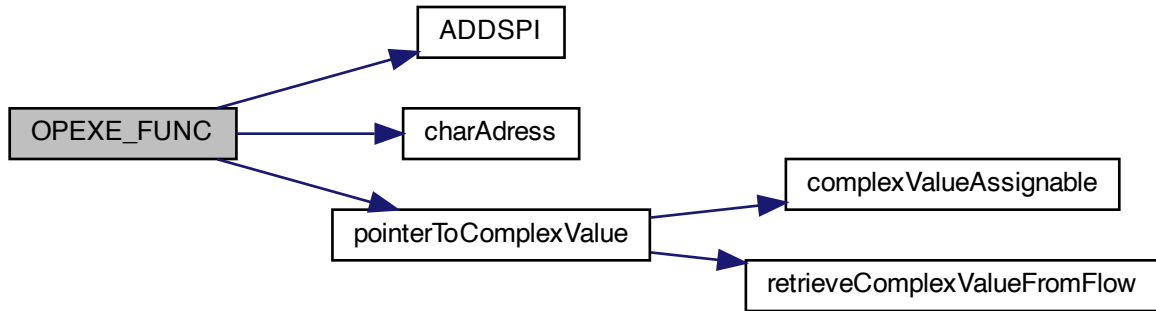 ADDSPI
OPEXE_FUNC
charAdress
complexValueAssignable
pointerToComplexValue
retrieveComplexValueFromFlow